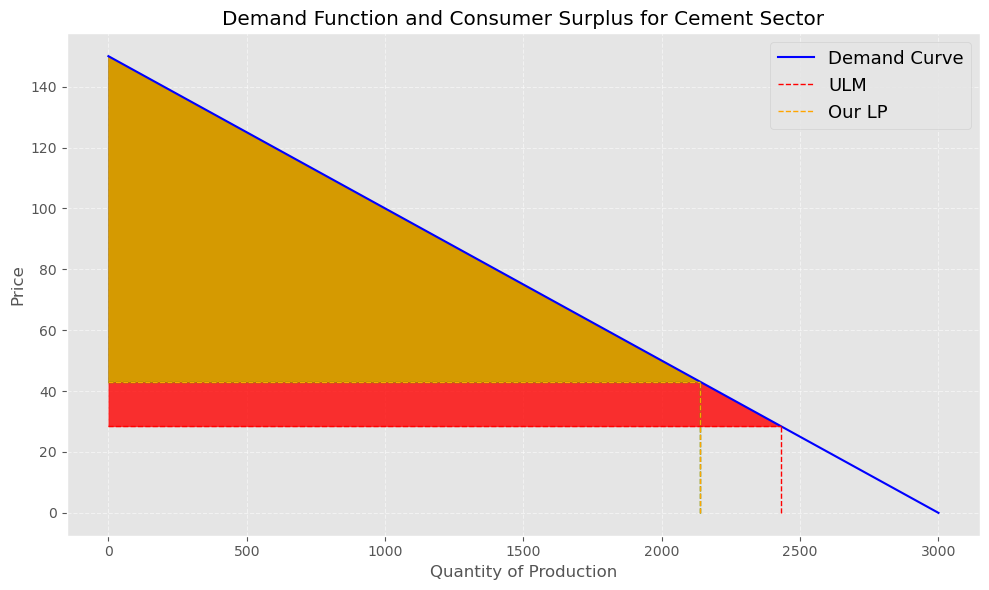 Demand Function and Consumer Surplus for Cement Sector
Demand Curve
ULM
Our LP
Price
140
120
100
80
60
40
20
0
0 500 1000 1500 2000 2500 3000
Quantity of Production